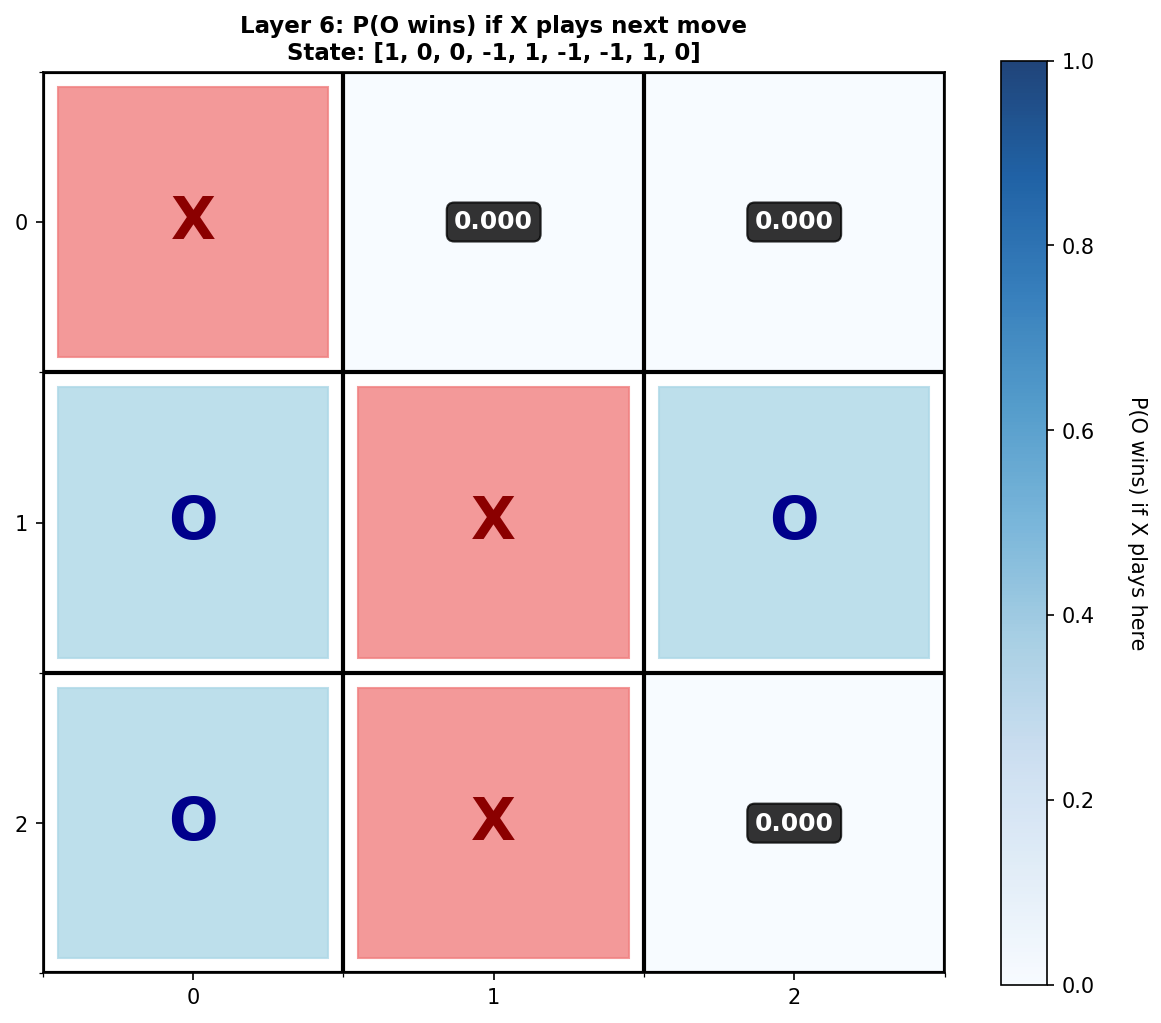 Layer 6: P(O wins) if X plays next move
State: [1, 0, 0, -1, 1, -1, -1, 1, 0]
X
0.000
0.000
O
X
O
O
X
0.000
0
1
2
0
1
2
1.0
0.8
0.6
0.4
0.2
0.0
P(O wins) if X plays here